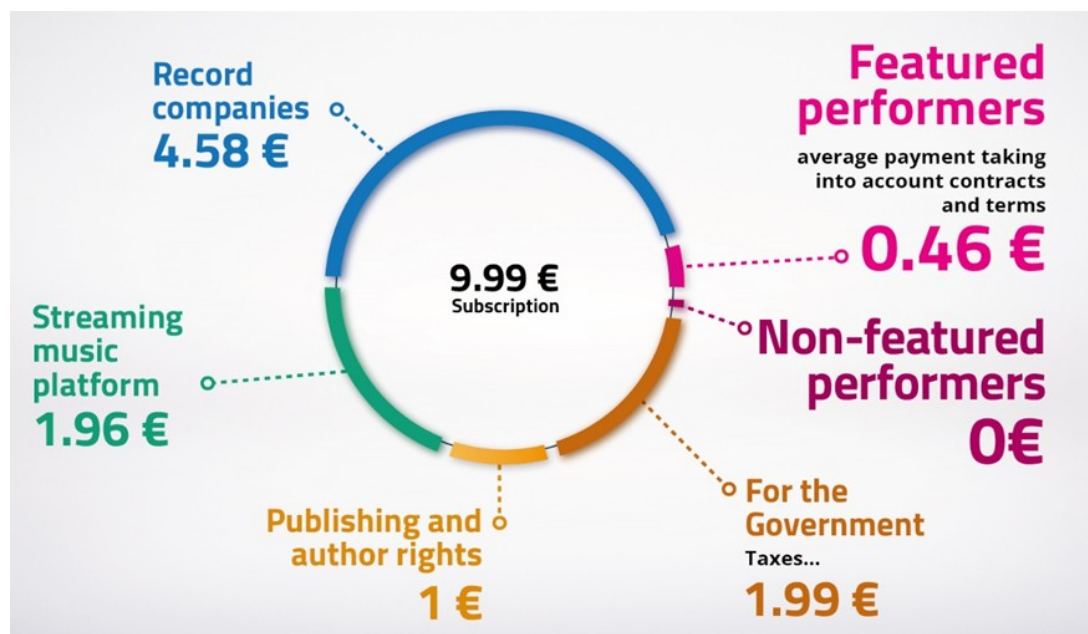 Record
companies
4.58 €
Featured
performers
average payment taking
into account contracts
and terms
0.46 €
9.99 €
Subscription
Streaming
music
platform
1.96 €
Non-featured
performers
0€
Publishing and
author rights
1 €
For the
Government
Taxes...
1.99 €